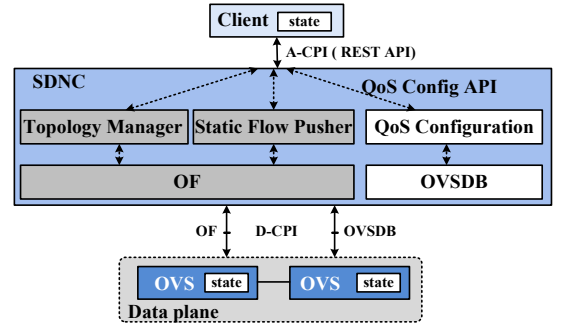 Client state
A-CPI ( REST API)
SDNC
QoS Config API
Topology Manager
Static Flow Pusher
QoS Configuration
OF
OVSDB
OF D-CPI OVSDB
OVS state
OVS state
Data plane